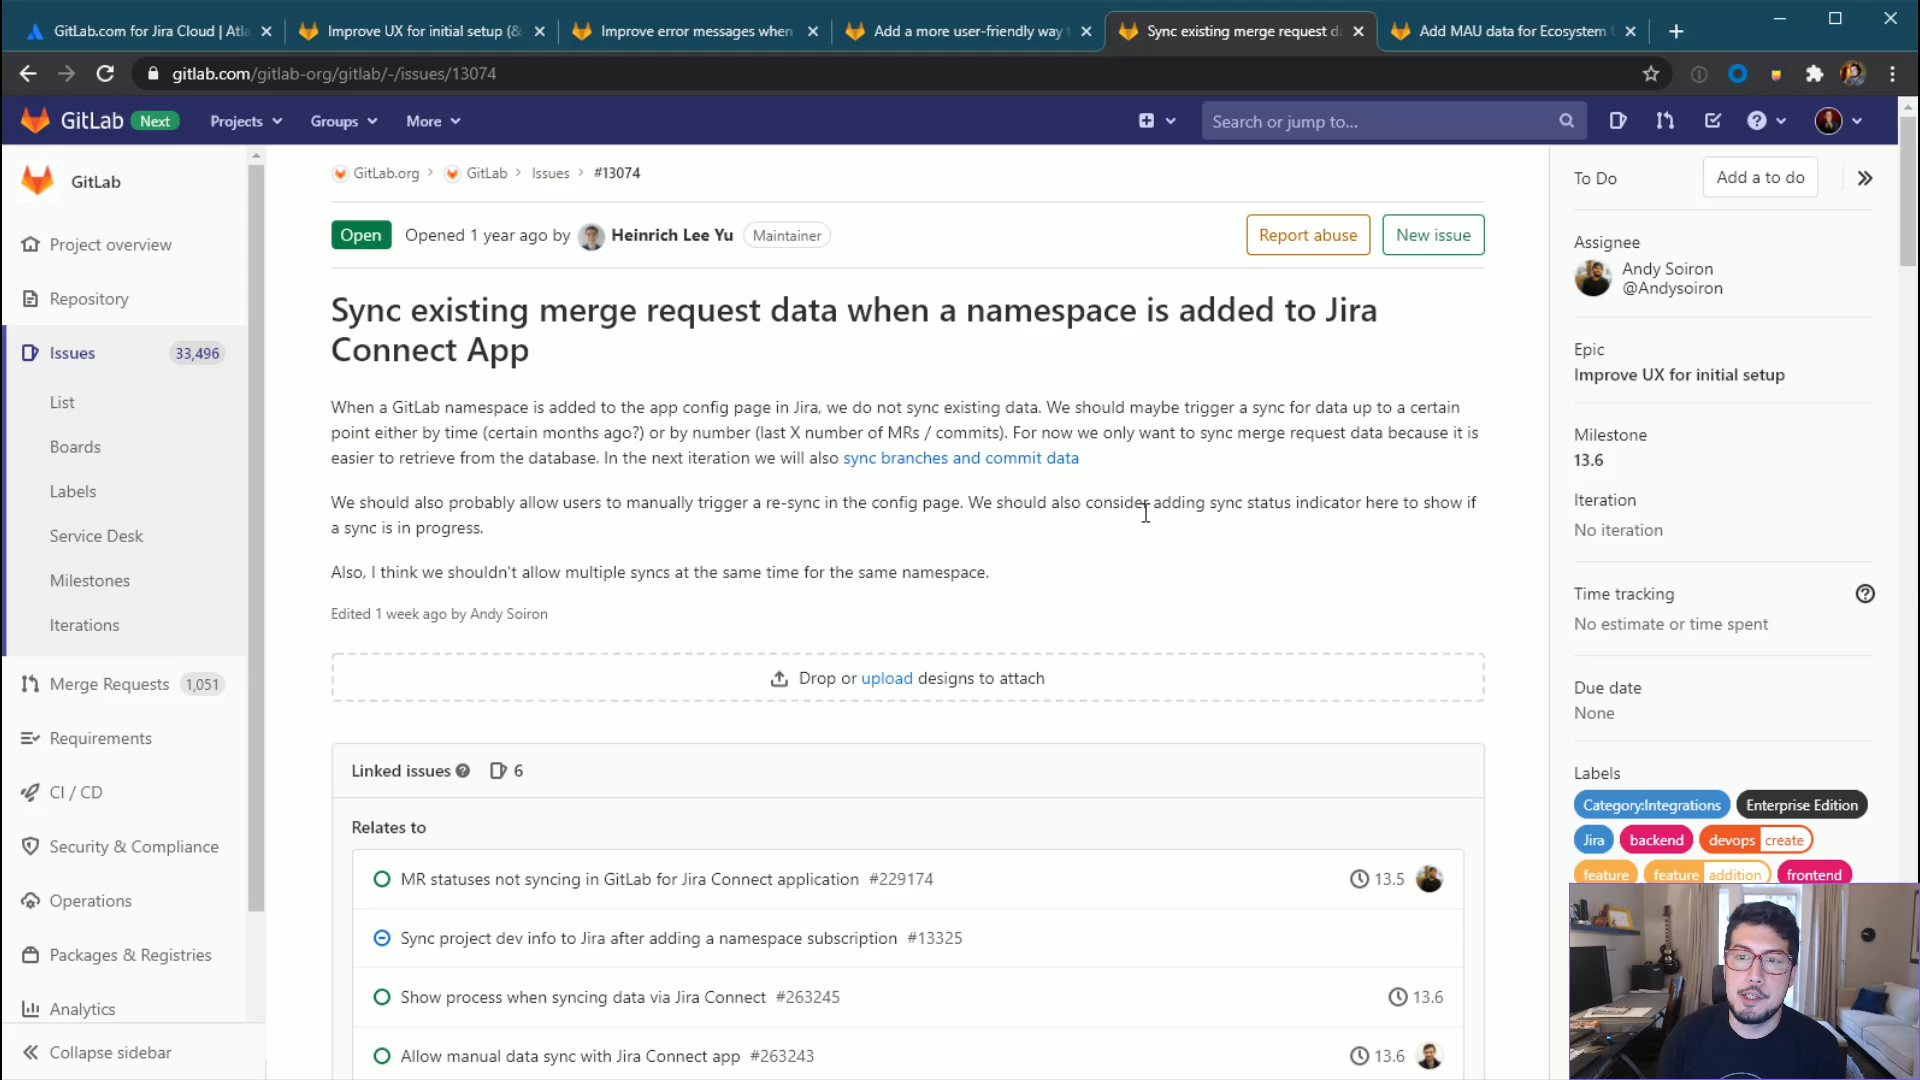 GitLab.com for Jira Cloud | Atla
Improve UX for initial setup (&
Improve error messages when
Add a more user-friendly way
Sync existing merge request da
Add MAU data for Ecosystem
gitlab.com/gitlab-org/gitlab/-/issues/13074
GitLab Next Projects Groups More Search or jump to...
GitLab
Project overview
Repository
Issues 33,496
List
Boards
Labels
Service Desk
Milestones
Iterations
Merge Requests 1,051
Requirements
CI / CD
Security & Compliance
Operations
Packages & Registries
Analytics
Collapse sidebar
GitLab.org > GitLab > Issues > #13074
Open Opened 1 year ago by Heinrich Lee Yu Maintainer Report abuse New issue
Sync existing merge request data when a namespace is added to Jira
Connect App
When a GitLab namespace is added to the app config page in Jira, we do not sync existing data. We should maybe trigger a sync for data up to a certain
point either by time (certain months ago?) or by number (last X number of MRs / commits). For now we only want to sync merge request data because it is
easier to retrieve from the database. In the next iteration we will also sync branches and commit data
We should also probably allow users to manually trigger a re-sync in the config page. We should also consider adding sync status indicator here to show if
a sync is in progress.
Also, I think we shouldn't allow multiple syncs at the same time for the same namespace.
Edited 1 week ago by Andy Soiron
Drop or upload designs to attach
Linked issues 6
Relates to
MR statuses not syncing in GitLab for Jira Connect application #229174 13.5
Sync project dev info to Jira after adding a namespace subscription #13325
Show process when syncing data via Jira Connect #263245 13.6
Allow manual data sync with Jira Connect app #263243 13.6
To Do Add a to do
Assignee
Andy Soiron
@Andysoiron
Epic
Improve UX for initial setup
Milestone
13.6
Iteration
No iteration
Time tracking
No estimate or time spent
Due date
None
Labels
Category:Integrations Enterprise Edition
Jira backend devops create
feature feature addition frontend